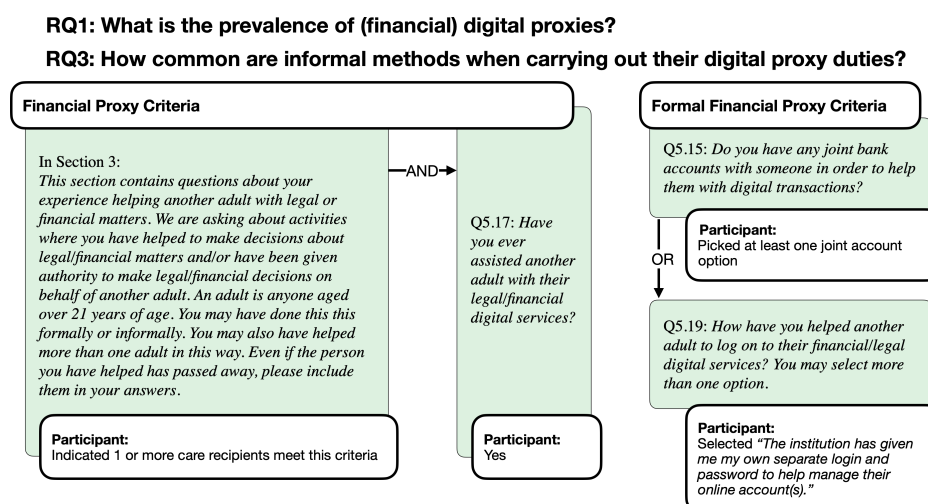 RQ1: What is the prevalence of (financial) digital proxies?
RQ3: How common are informal methods when carrying out their digital proxy duties?
Financial Proxy Criteria
In Section 3:
This section contains questions about your
experience helping another adult with legal or
financial matters. We are asking about activities
where you have helped to make decisions about
legal/financial matters and/or have been given
authority to make legal/financial decisions on
behalf of another adult. An adult is anyone aged
over 21 years of age. You may have done this this
formally or informally. You may also have helped
more than one adult in this way. Even if the person
you have helped has passed away, please include
them in your answers.
Participant:
Indicated 1 or more care recipients meet this criteria
AND
Q5.17: Have
you ever
assisted another
adult with their
legal/financial
digital services?
Participant:
Yes
Formal Financial Proxy Criteria
Q5.15: Do you have any joint bank
accounts with someone in order to help
them with digital transactions?
Participant:
Picked at least one joint account
option
OR
Q5.19: How have you helped another
adult to log on to their financial/legal
digital services? You may select more
than one option.
Participant:
Selected “The institution has given
me my own separate login and
password to help manage their
online account(s).”